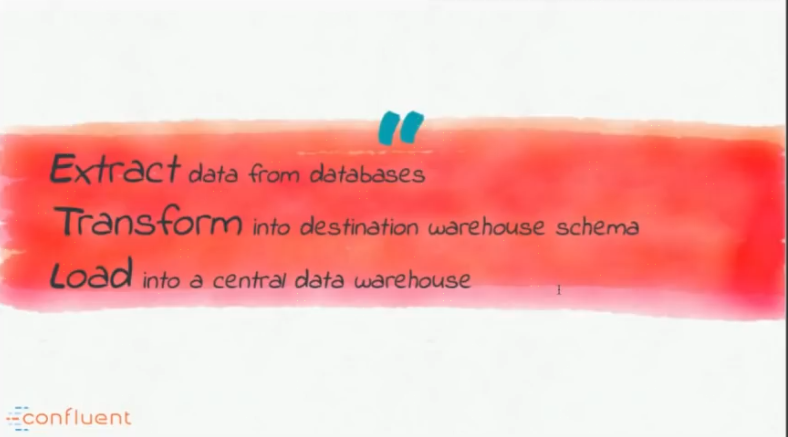 "
Extract data from databases
Transform into destination warehouse schema
Load into a central data warehouse
confluent